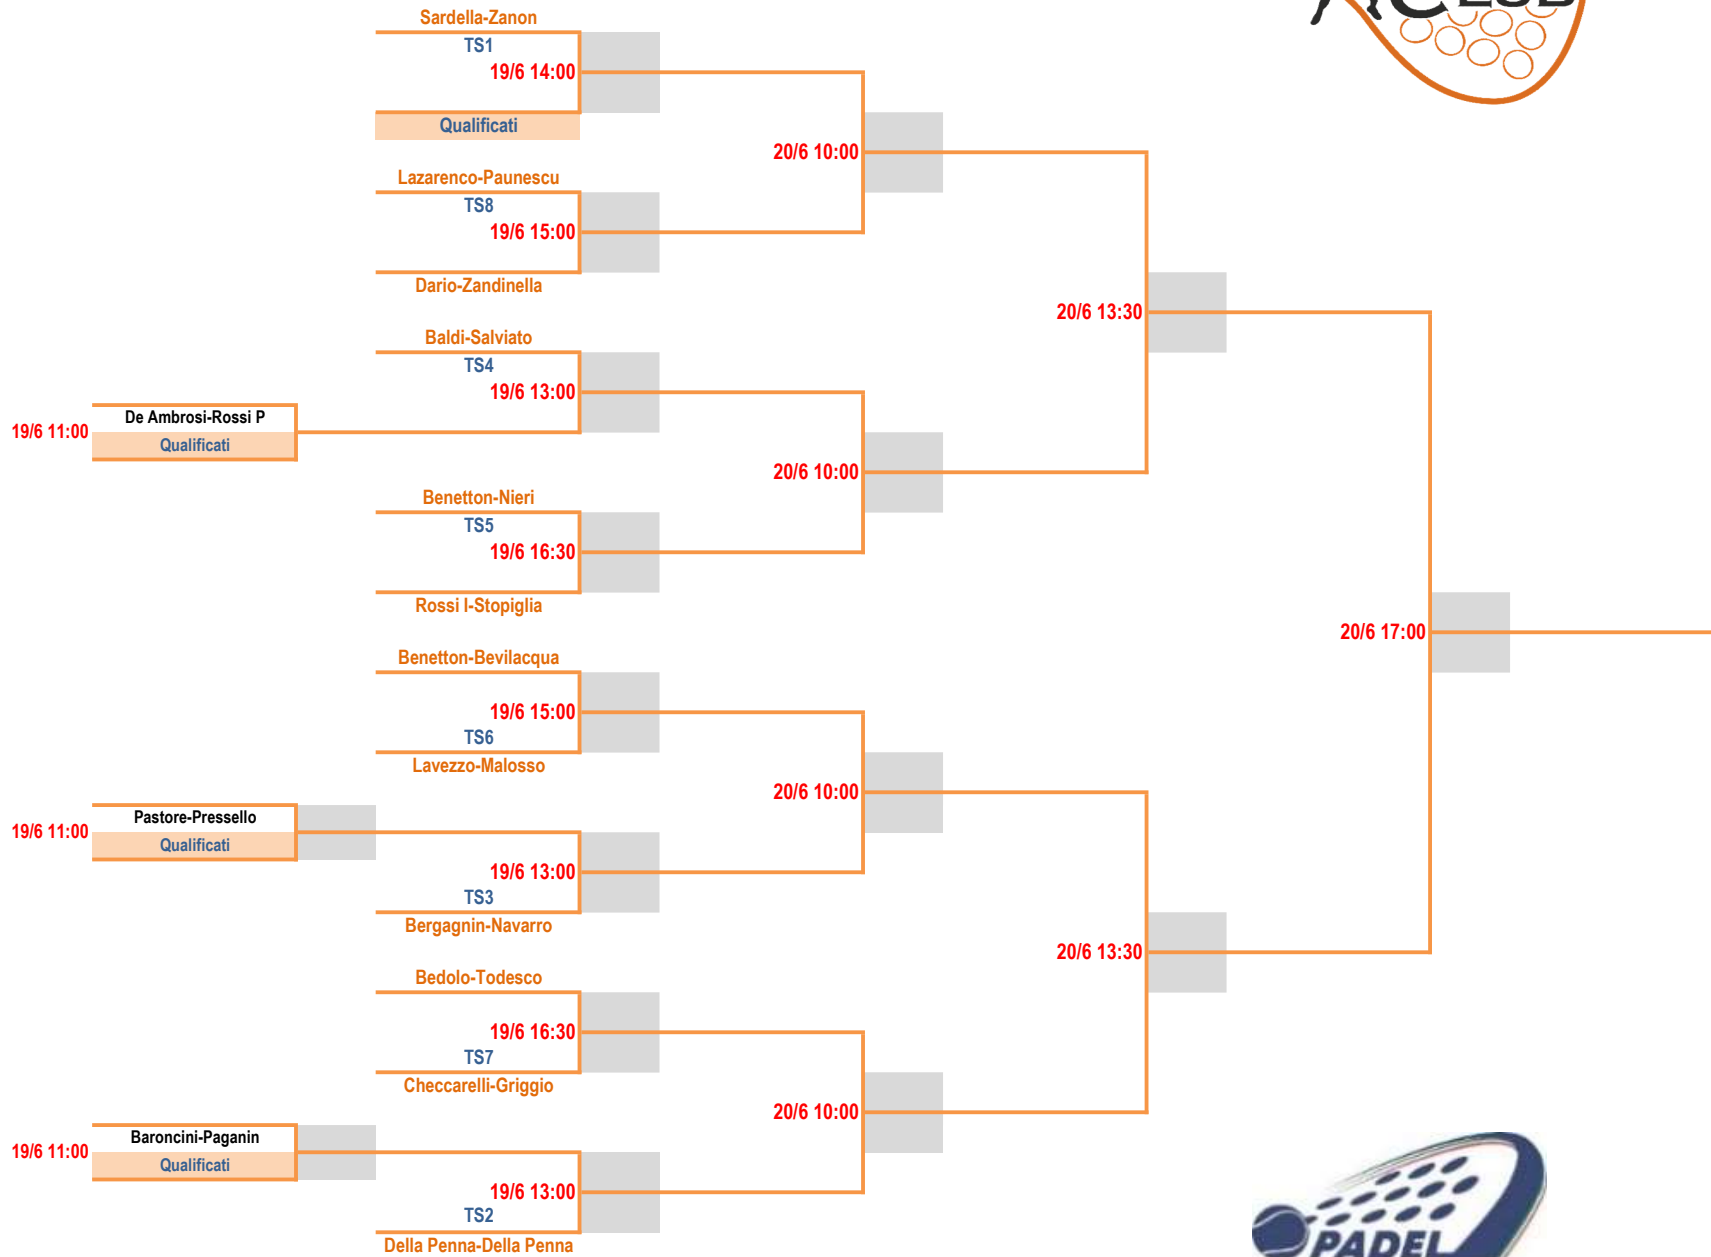 Sardella-Zanon
TS1
19/6 14:00
Qualificati
20/6 10:00
Lazarenco-Paunescu
TS8
19/6 15:00
Dario-Zandinella
20/6 13:30
Baldi-Salviato
TS4
19/6 13:00
De Ambrosi-Rossi P
19/6 11:00
Qualificati
20/6 10:00
Benetton-Nieri
TS5
19/6 16:30
Rossi I-Stopiglia
20/6 17:00
Benetton-Bevilacqua
19/6 15:00
TS6
Lavezzo-Malosso
20/6 10:00
Pastore-Pressello
19/6 11:00
Qualificati
19/6 13:00
TS3
Bergagnin-Navarro
20/6 13:30
Bedolo-Todesco
19/6 16:30
TS7
Checcarelli-Griggio
20/6 10:00
Baroncini-Paganin
19/6 11:00
Qualificati
19/6 13:00
TS2
Della Penna-Della Penna
PADEL